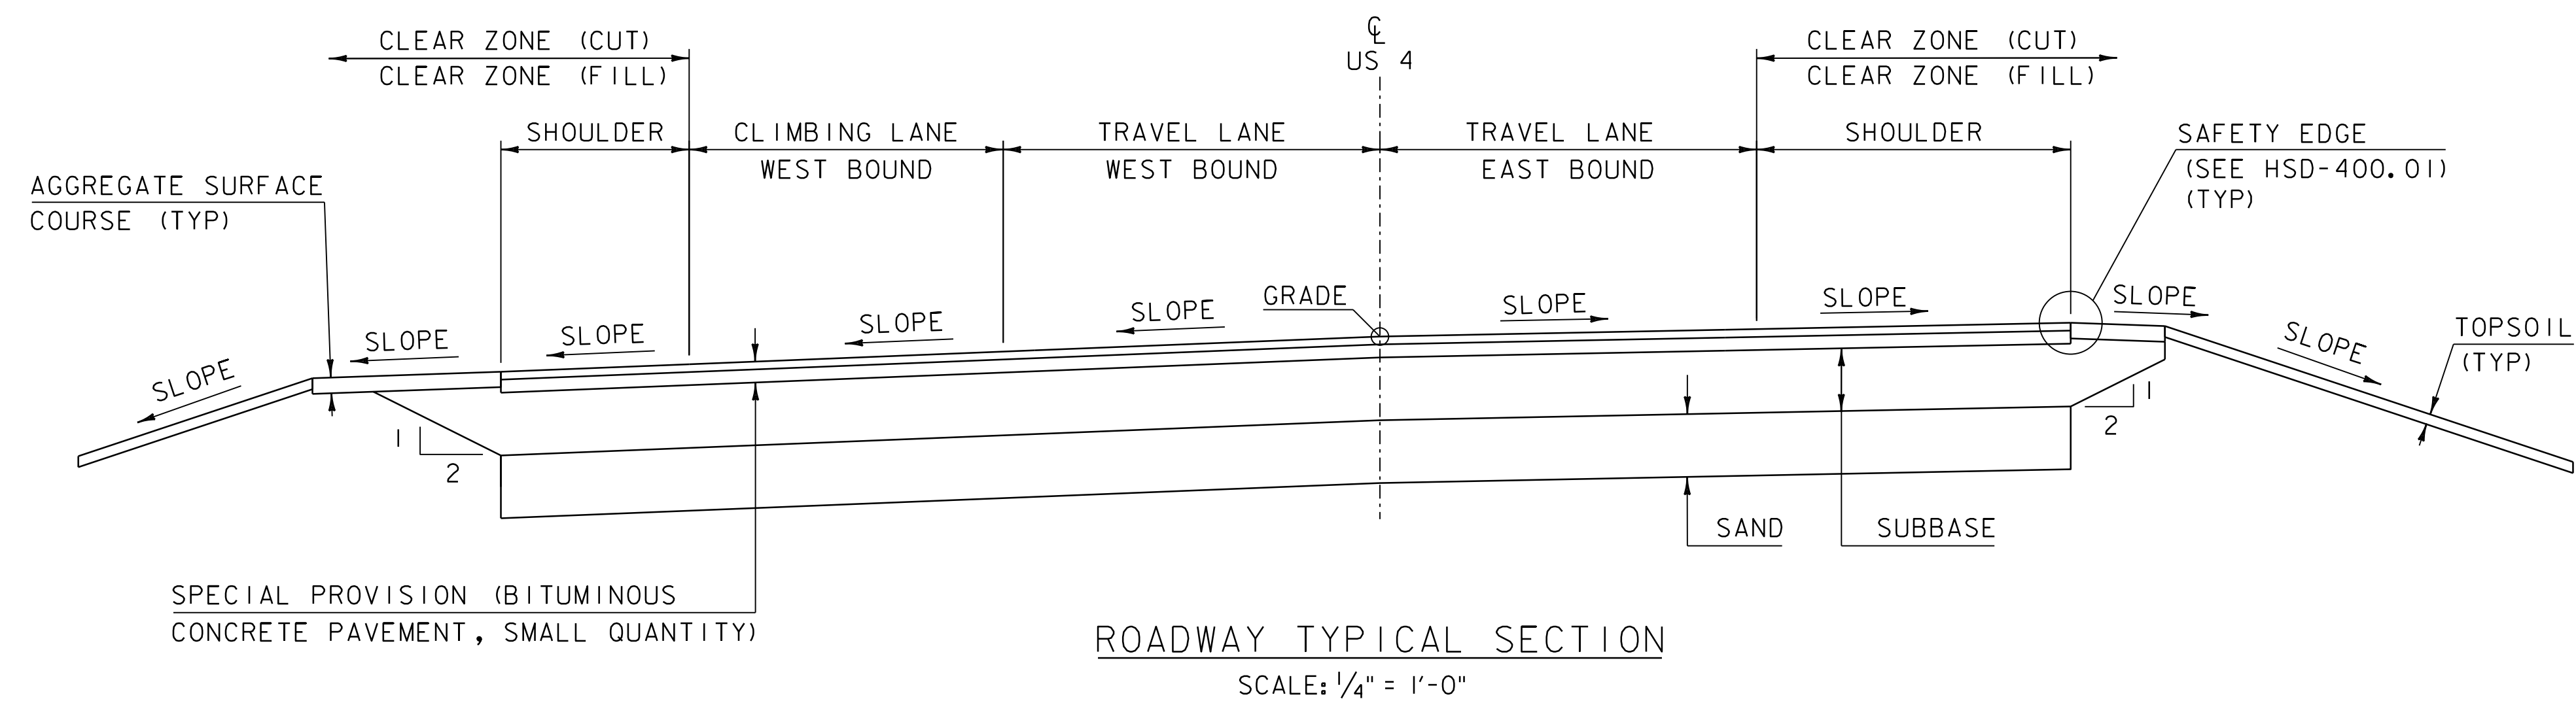 CLEAR ZONE (CUT)
CLEAR ZONE (FILL)
℄
US 4
CLEAR ZONE (CUT)
CLEAR ZONE (FILL)
SHOULDER
CLIMBING LANE
WEST BOUND
TRAVEL LANE
WEST BOUND
TRAVEL LANE
EAST BOUND
SHOULDER
SAFETY EDGE
(SEE HSD-400.01)
(TYP)
AGGREGATE SURFACE
COURSE (TYP)
SLOPE
SLOPE
SLOPE
SLOPE
SLOPE
GRADE
SLOPE
SLOPE
SLOPE
SLOPE
TOPSOIL
(TYP)
1
2
1
2
SAND
SUBBASE
SPECIAL PROVISION (BITUMINOUS
CONCRETE PAVEMENT, SMALL QUANTITY)
ROADWAY TYPICAL SECTION
SCALE: 1/4" = 1'-0"